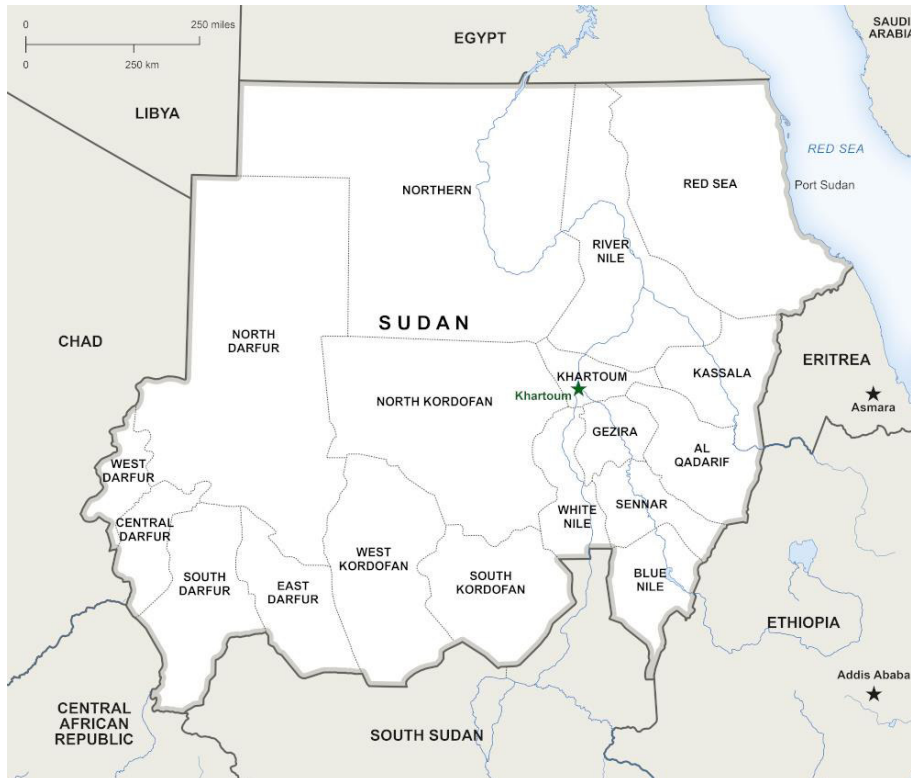 0 250 miles
0 250 km
EGYPT
SAUDI
ARABIA
LIBYA
RED SEA
NORTHERN
RED SEA
Port Sudan
RIVER
NILE
SUDAN
CHAD
NORTH
DARFUR
ERITREA
KHARTOUM
KASSALA
Khartoum
NORTH KORDOFAN
Asmara
GEZIRA
AL
QADARIF
WEST
DARFUR
WHITE
NILE
SENNAR
CENTRAL
DARFUR
WEST
KORDOFAN
SOUTH
DARFUR
EAST
DARFUR
SOUTH
KORDOFAN
BLUE
NILE
ETHIOPIA
Addis Ababa
CENTRAL
AFRICAN
REPUBLIC
SOUTH SUDAN